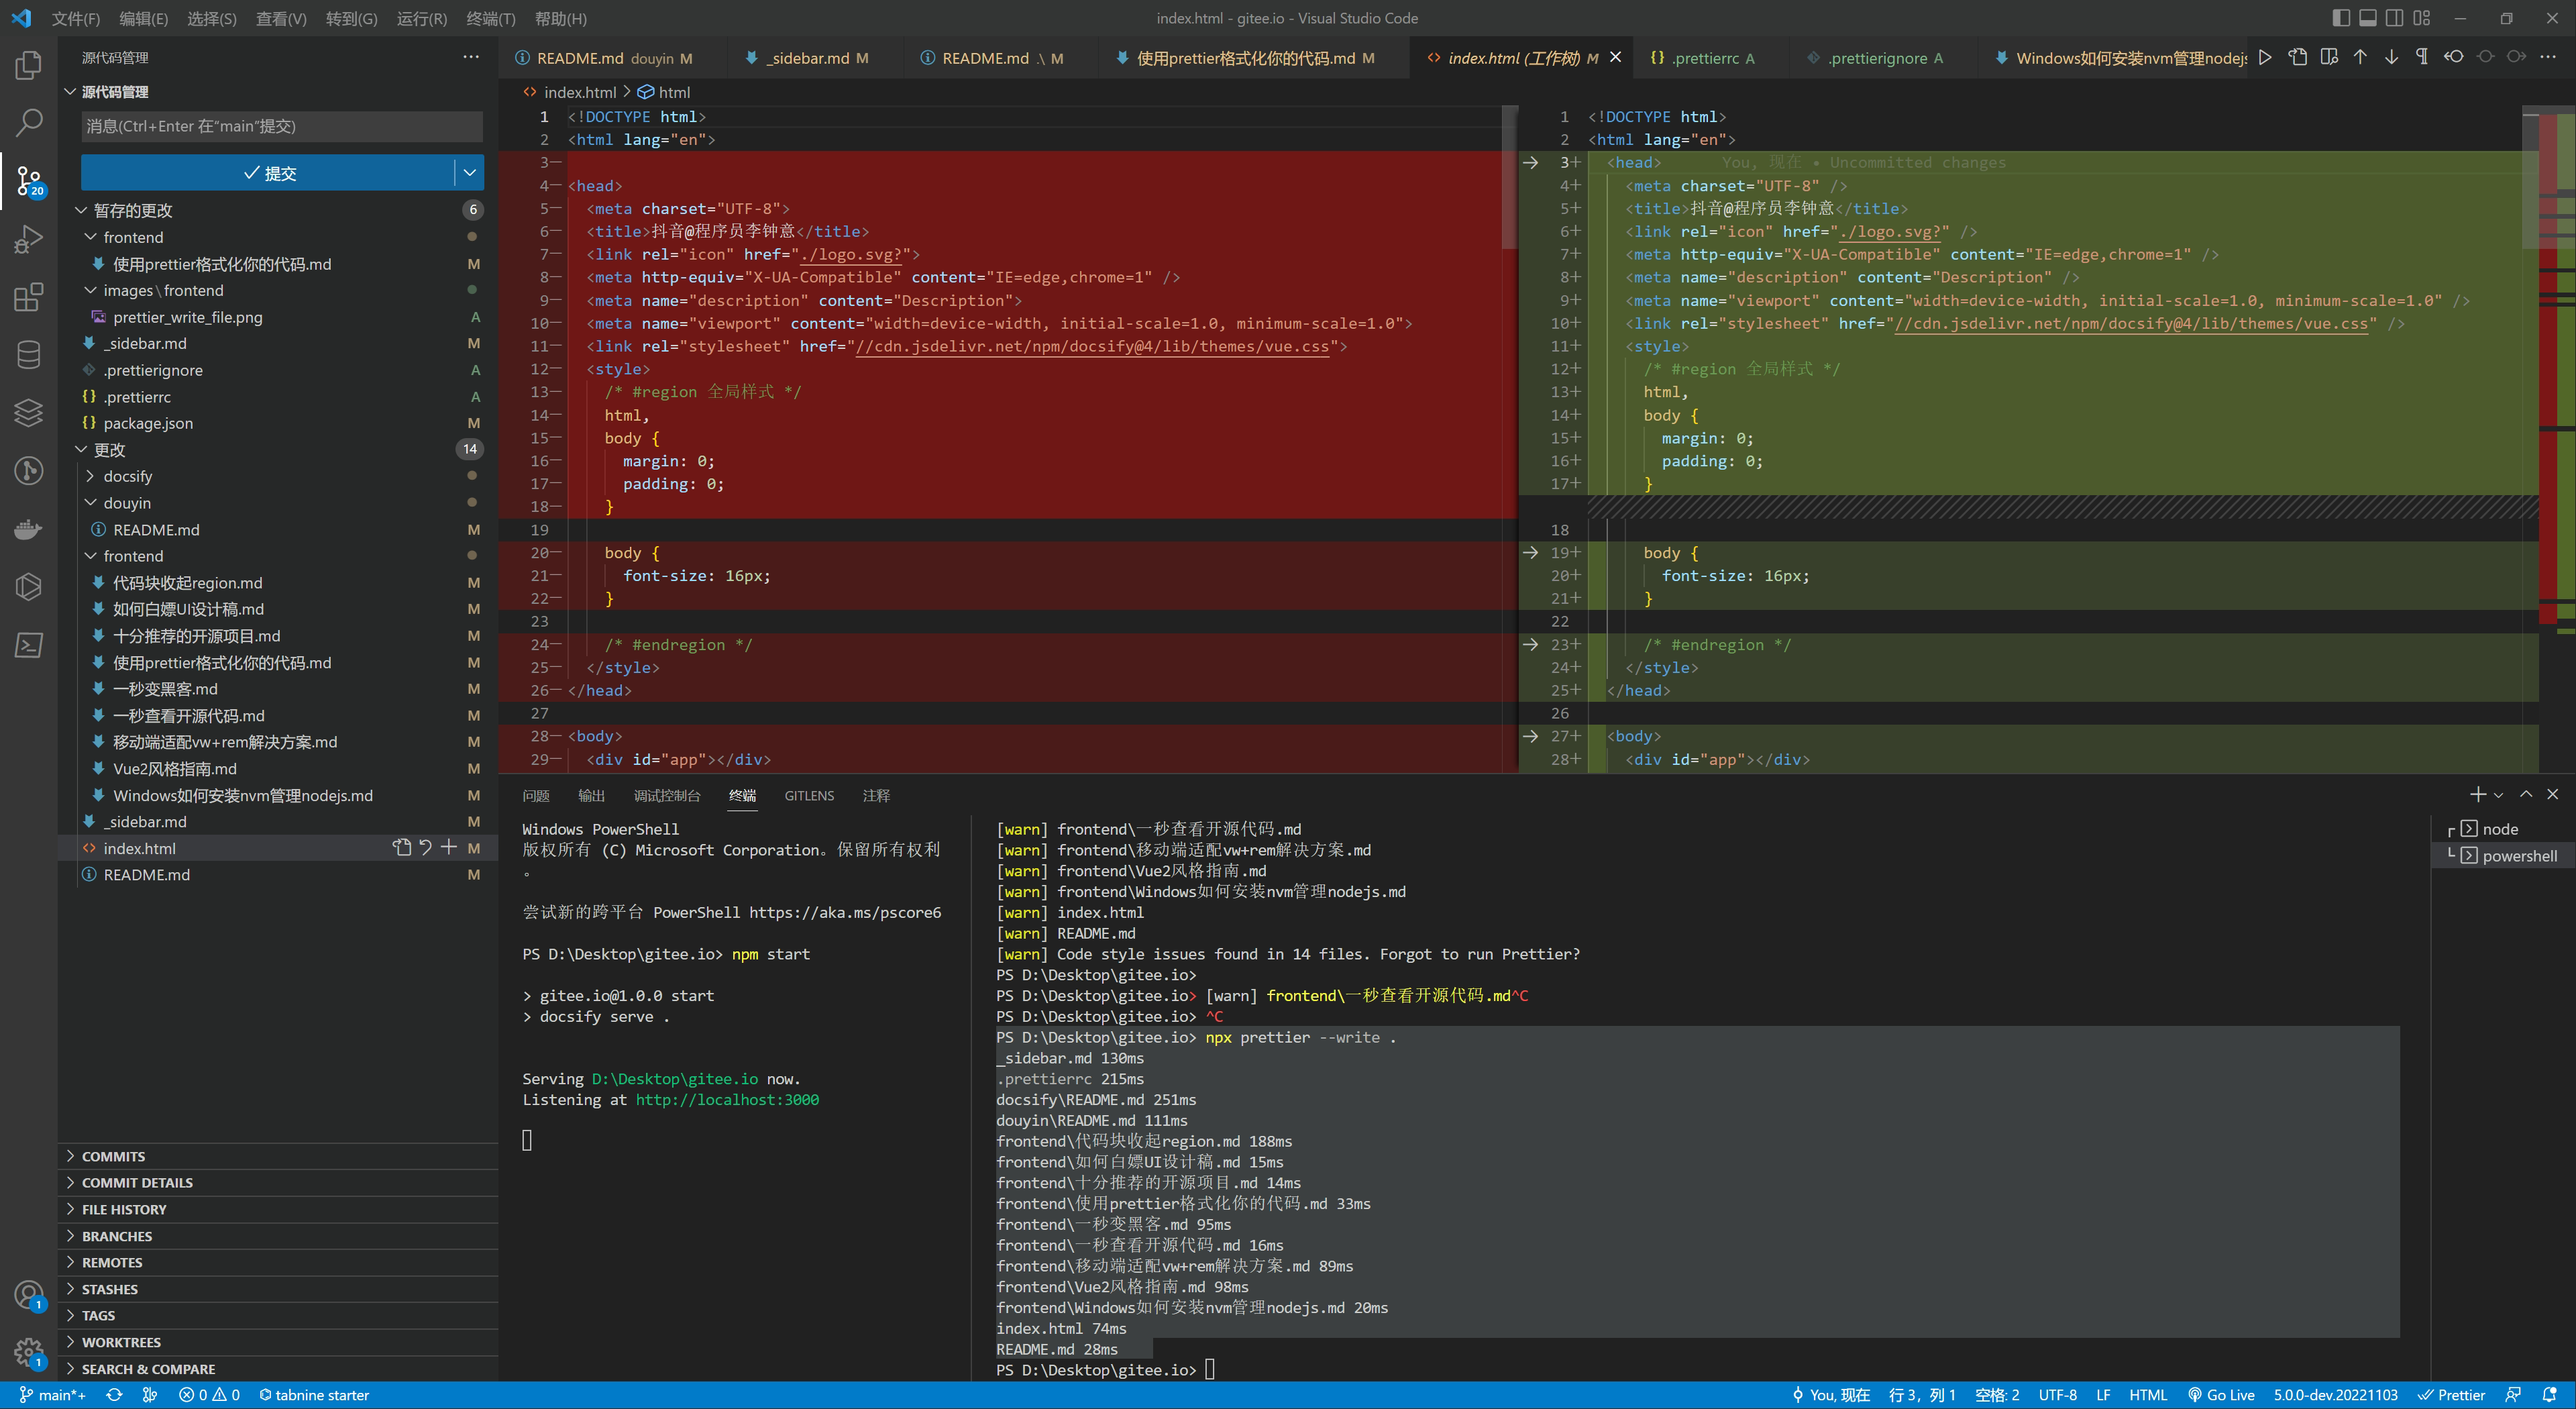 文件(F) 编辑(E) 选择(S) 查看(V) 转到(G) 运行(R) 终端(T) 帮助(H)
index.html - gitee.io - Visual Studio Code
源代码管理
源代码管理
消息(Ctrl+Enter 在"main"提交)
提交
暂存的更改 6
frontend
使用prettier格式化你的代码.md M
images\frontend
prettier_write_file.png A
_sidebar.md M
.prettierignore A
{} .prettierrc A
{} package.json M
更改 14
docsify
douyin
README.md M
frontend
代码块收起region.md M
如何白嫖UI设计稿.md M
十分推荐的开源项目.md M
使用prettier格式化你的代码.md M
一秒变黑客.md M
一秒查看开源代码.md M
移动端适配vw+rem解决方案.md M
Vue2风格指南.md M
Windows如何安装nvm管理nodejs.md M
_sidebar.md M
index.html M
README.md M
COMMITS
COMMIT DETAILS
FILE HISTORY
BRANCHES
REMOTES
STASHES
TAGS
WORKTREES
SEARCH & COMPARE
20
1
1
README.md douyin M
_sidebar.md M
README.md .\ M
使用prettier格式化你的代码.md M
index.html (工作树) M
{} .prettierrc A
.prettierignore A
Windows如何安装nvm管理nodejs
index.html > html
1 <!DOCTYPE html>
2 <html lang="en">
3−
4− <head>
5− <meta charset="UTF-8">
6− <title>抖音@程序员李钟意</title>
7− <link rel="icon" href="./logo.svg?">
8− <meta http-equiv="X-UA-Compatible" content="IE=edge,chrome=1" />
9− <meta name="description" content="Description">
10− <meta name="viewport" content="width=device-width, initial-scale=1.0, minimum-scale=1.0">
11− <link rel="stylesheet" href="//cdn.jsdelivr.net/npm/docsify@4/lib/themes/vue.css">
12− <style>
13− /* #region 全局样式 */
14− html,
15− body {
16− margin: 0;
17− padding: 0;
18− }
19
20− body {
21− font-size: 16px;
22− }
23
24− /* #endregion */
25− </style>
26− </head>
27
28− <body>
29− <div id="app"></div>
1 <!DOCTYPE html>
2 <html lang="en">
3+ <head> You, 现在 • Uncommitted changes
4+ <meta charset="UTF-8" />
5+ <title>抖音@程序员李钟意</title>
6+ <link rel="icon" href="./logo.svg?" />
7+ <meta http-equiv="X-UA-Compatible" content="IE=edge,chrome=1" />
8+ <meta name="description" content="Description" />
9+ <meta name="viewport" content="width=device-width, initial-scale=1.0, minimum-scale=1.0" />
10+ <link rel="stylesheet" href="//cdn.jsdelivr.net/npm/docsify@4/lib/themes/vue.css" />
11+ <style>
12+ /* #region 全局样式 */
13+ html,
14+ body {
15+ margin: 0;
16+ padding: 0;
17+ }
18
19+ body {
20+ font-size: 16px;
21+ }
22
23+ /* #endregion */
24+ </style>
25+ </head>
26
27+ <body>
28+ <div id="app"></div>
问题 输出 调试控制台 终端 GITLENS 注释
Windows PowerShell
版权所有 (C) Microsoft Corporation。保留所有权利
。
尝试新的跨平台 PowerShell https://aka.ms/pscore6
PS D:\Desktop\gitee.io> npm start
> gitee.io@1.0.0 start
> docsify serve .
Serving D:\Desktop\gitee.io now.
Listening at http://localhost:3000
[warn] frontend\一秒查看开源代码.md
[warn] frontend\移动端适配vw+rem解决方案.md
[warn] frontend\Vue2风格指南.md
[warn] frontend\Windows如何安装nvm管理nodejs.md
[warn] index.html
[warn] README.md
[warn] Code style issues found in 14 files. Forgot to run Prettier?
PS D:\Desktop\gitee.io>
PS D:\Desktop\gitee.io> [warn] frontend\一秒查看开源代码.md^C
PS D:\Desktop\gitee.io> ^C
PS D:\Desktop\gitee.io> npx prettier --write .
_sidebar.md 130ms
.prettierrc 215ms
docsify\README.md 251ms
douyin\README.md 111ms
frontend\代码块收起region.md 188ms
frontend\如何白嫖UI设计稿.md 15ms
frontend\十分推荐的开源项目.md 14ms
frontend\使用prettier格式化你的代码.md 33ms
frontend\一秒变黑客.md 95ms
frontend\一秒查看开源代码.md 16ms
frontend\移动端适配vw+rem解决方案.md 89ms
frontend\Vue2风格指南.md 98ms
frontend\Windows如何安装nvm管理nodejs.md 20ms
index.html 74ms
README.md 28ms
PS D:\Desktop\gitee.io>
node
powershell
main*+ 0 0 tabnine starter
You, 现在 行 3，列 1 空格: 2 UTF-8 LF HTML Go Live 5.0.0-dev.20221103 Prettier